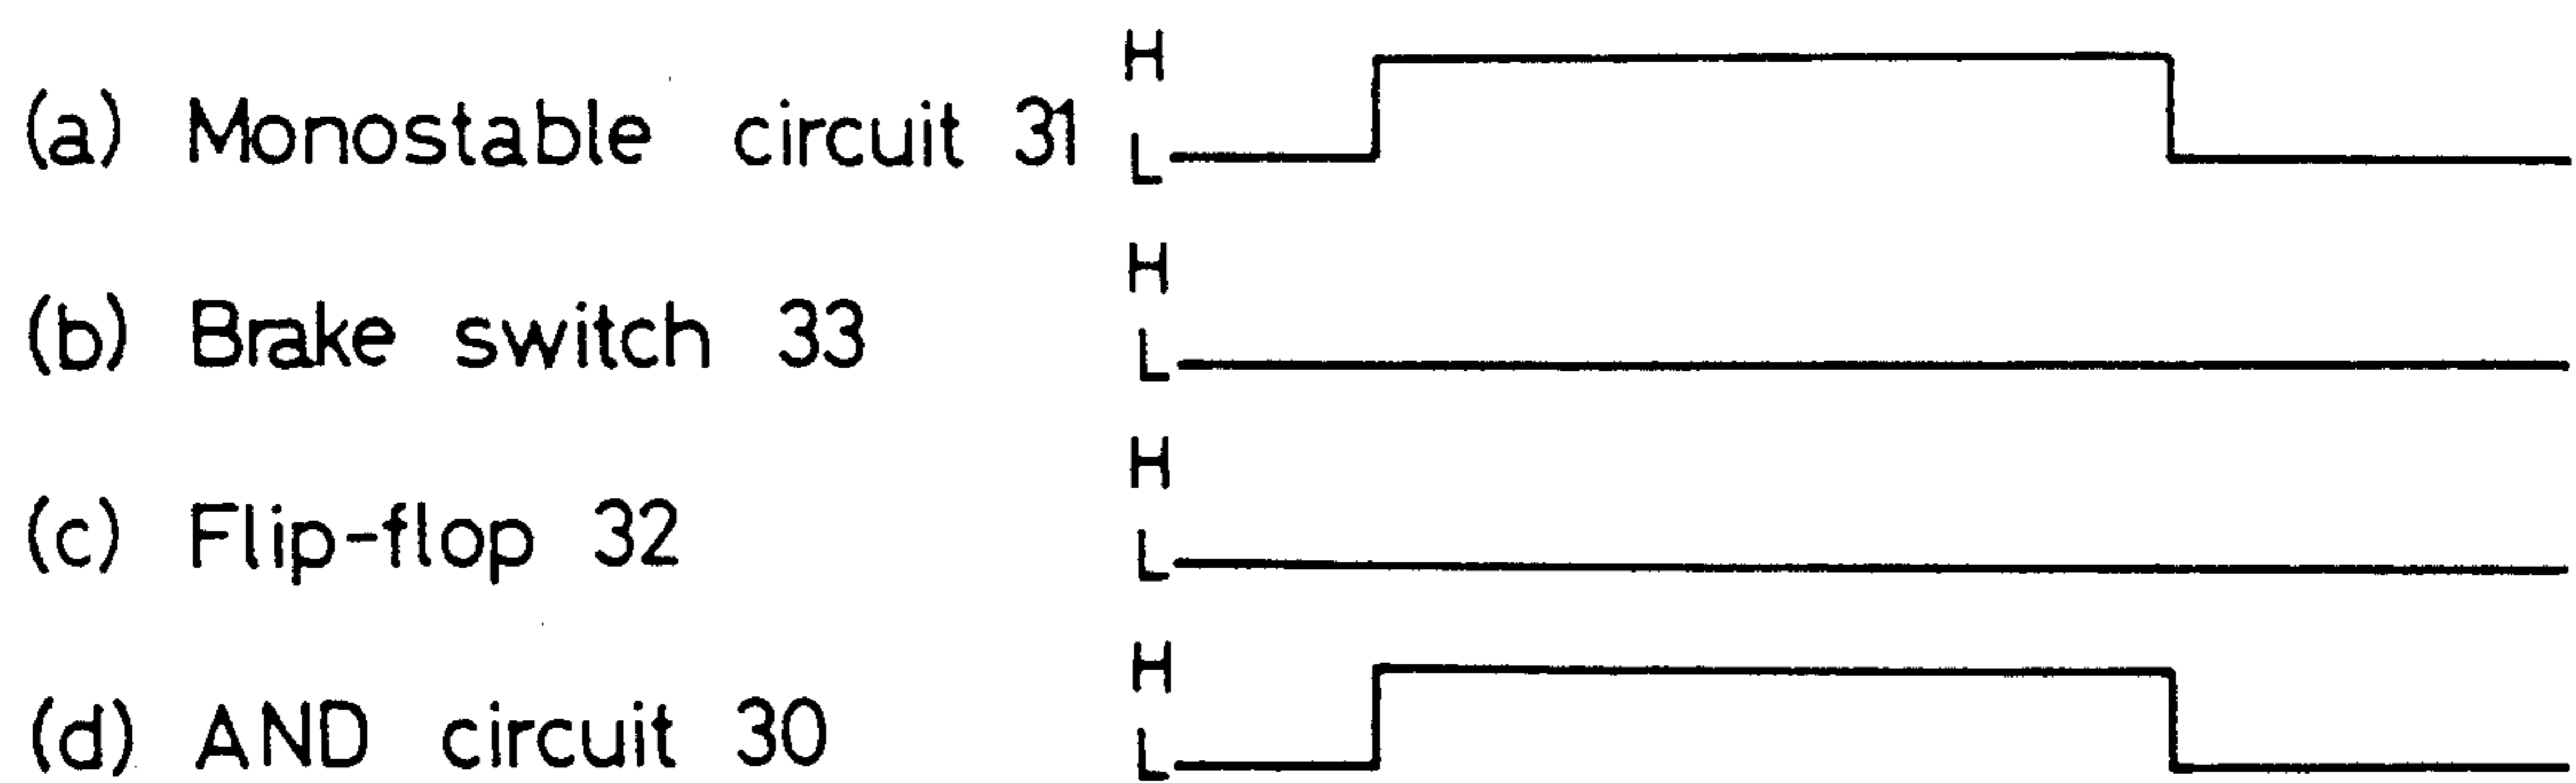 H
(a) Monostable circuit 31
L
H
(b) Brake switch 33
L
H
(c) Flip-flop 32
L
H
(d) AND circuit 30
L